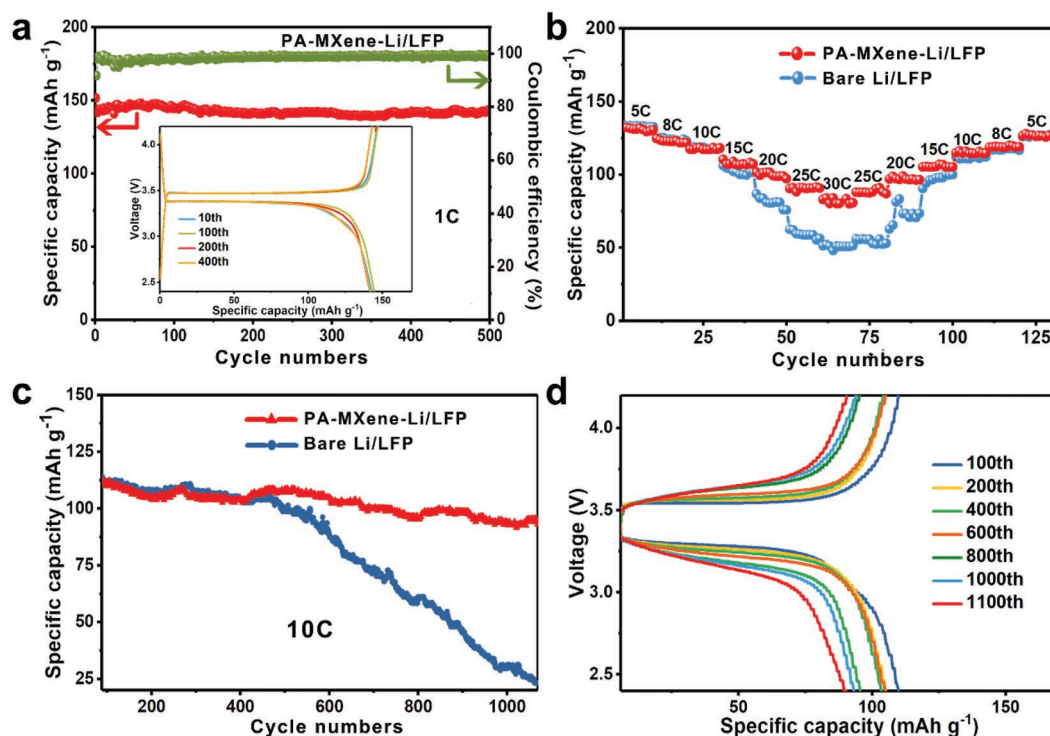 a
PA-MXene-Li/LFP
1C
Specific capacity (mAh g⁻¹)
200
150
100
50
0
Coulombic efficiency (%)
100
80
60
40
20
0
0 100 200 300 400 500
Cycle numbers
Voltage (V)
4.0
3.5
3.0
2.5
10th
100th
200th
400th
0 50 100 150
Specific capacity (mAh g⁻¹)
b
PA-MXene-Li/LFP
Bare Li/LFP
Specific capacity (mAh g⁻¹)
200
150
100
50
0
5C 8C 10C 15C 20C 25C 30C 25C 20C 15C 10C 8C 5C
25 50 75 100 125
Cycle numbers
c
PA-MXene-Li/LFP
Bare Li/LFP
10C
Specific capacity (mAh g⁻¹)
150
125
100
75
50
25
200 400 600 800 1000
Cycle numbers
d
Voltage (V)
4.0
3.5
3.0
2.5
100th
200th
400th
600th
800th
1000th
1100th
50 100 150
Specific capacity (mAh g⁻¹)